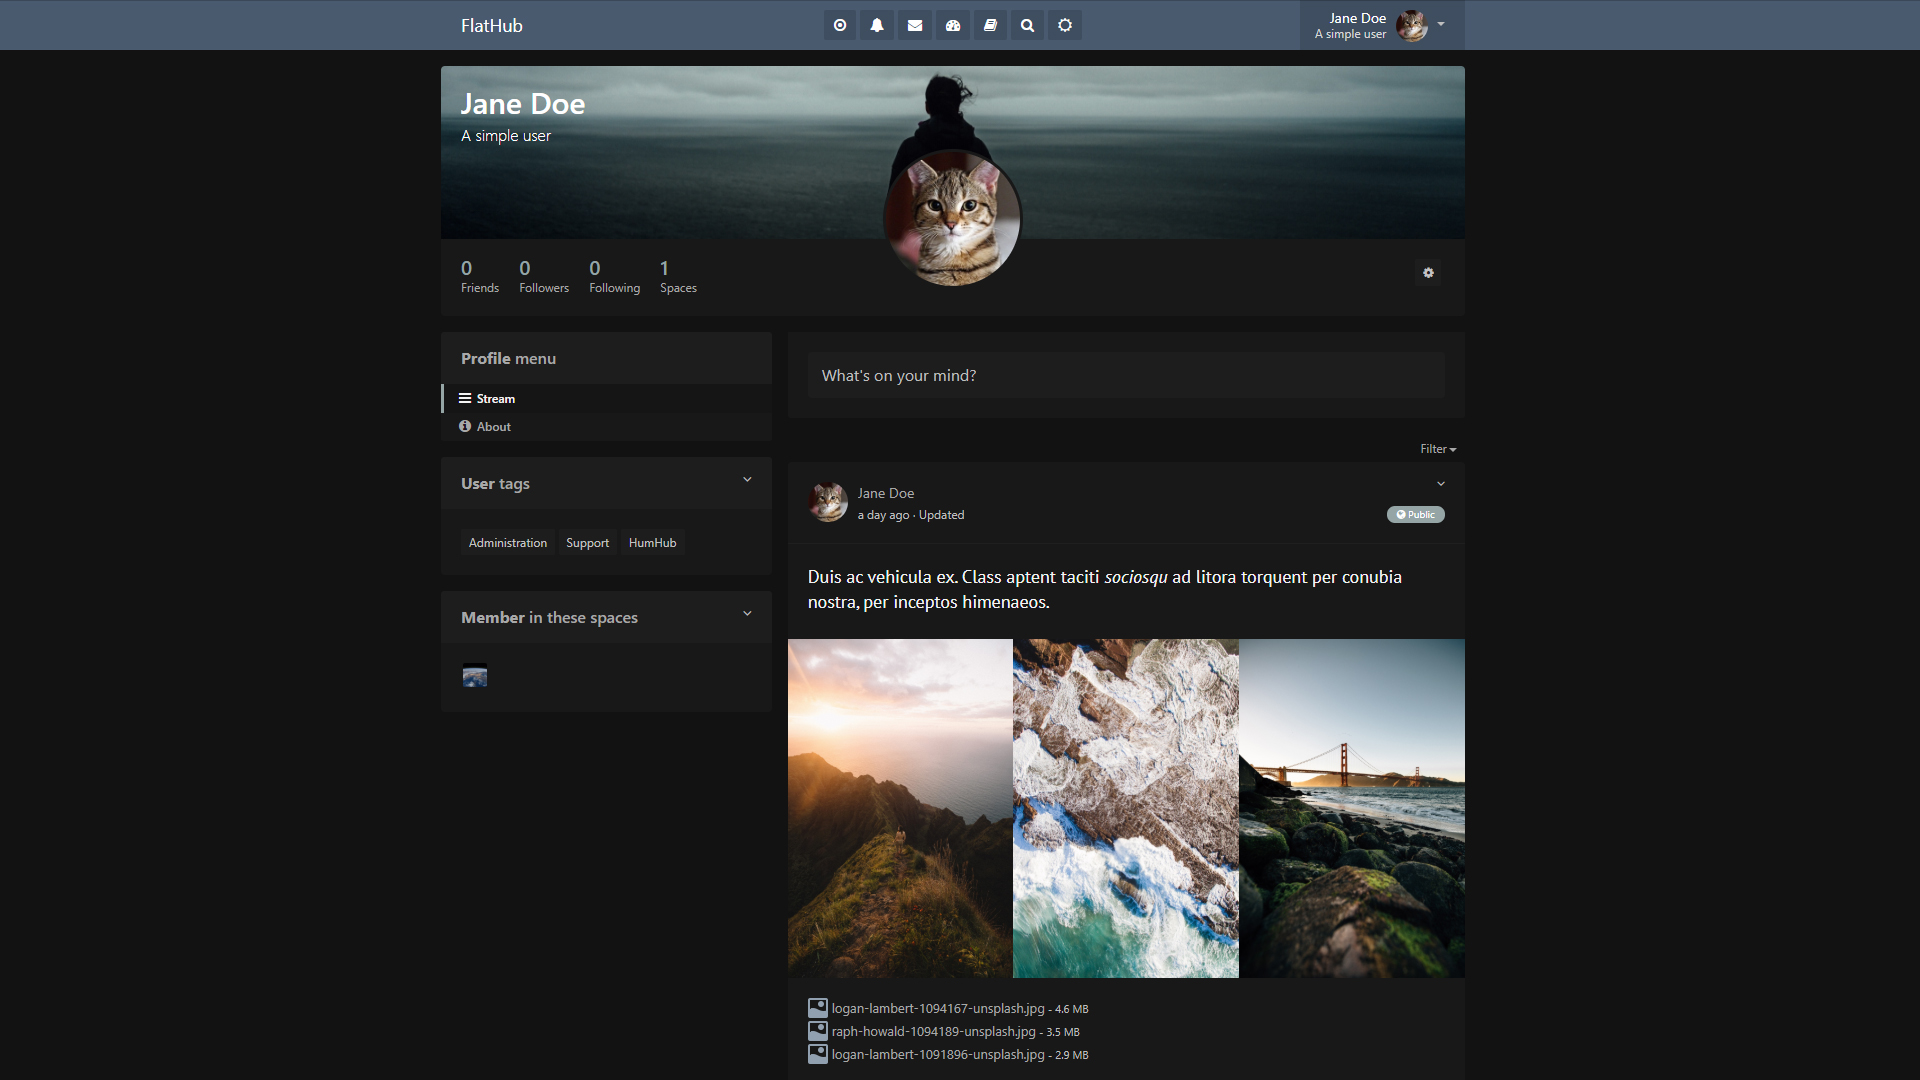 FlatHub
Jane Doe
A simple user
Jane Doe
A simple user
0 0 0 1
Friends Followers Following Spaces
Profile menu
Stream
About
User tags
Administration Support HumHub
Member in these spaces
What's on your mind?
Filter
Jane Doe
a day ago · Updated
Public
Duis ac vehicula ex. Class aptent taciti sociosqu ad litora torquent per conubia
nostra, per inceptos himenaeos.
logan-lambert-1094167-unsplash.jpg - 4.6 MB
raph-howald-1094189-unsplash.jpg - 3.5 MB
logan-lambert-1091896-unsplash.jpg - 2.9 MB